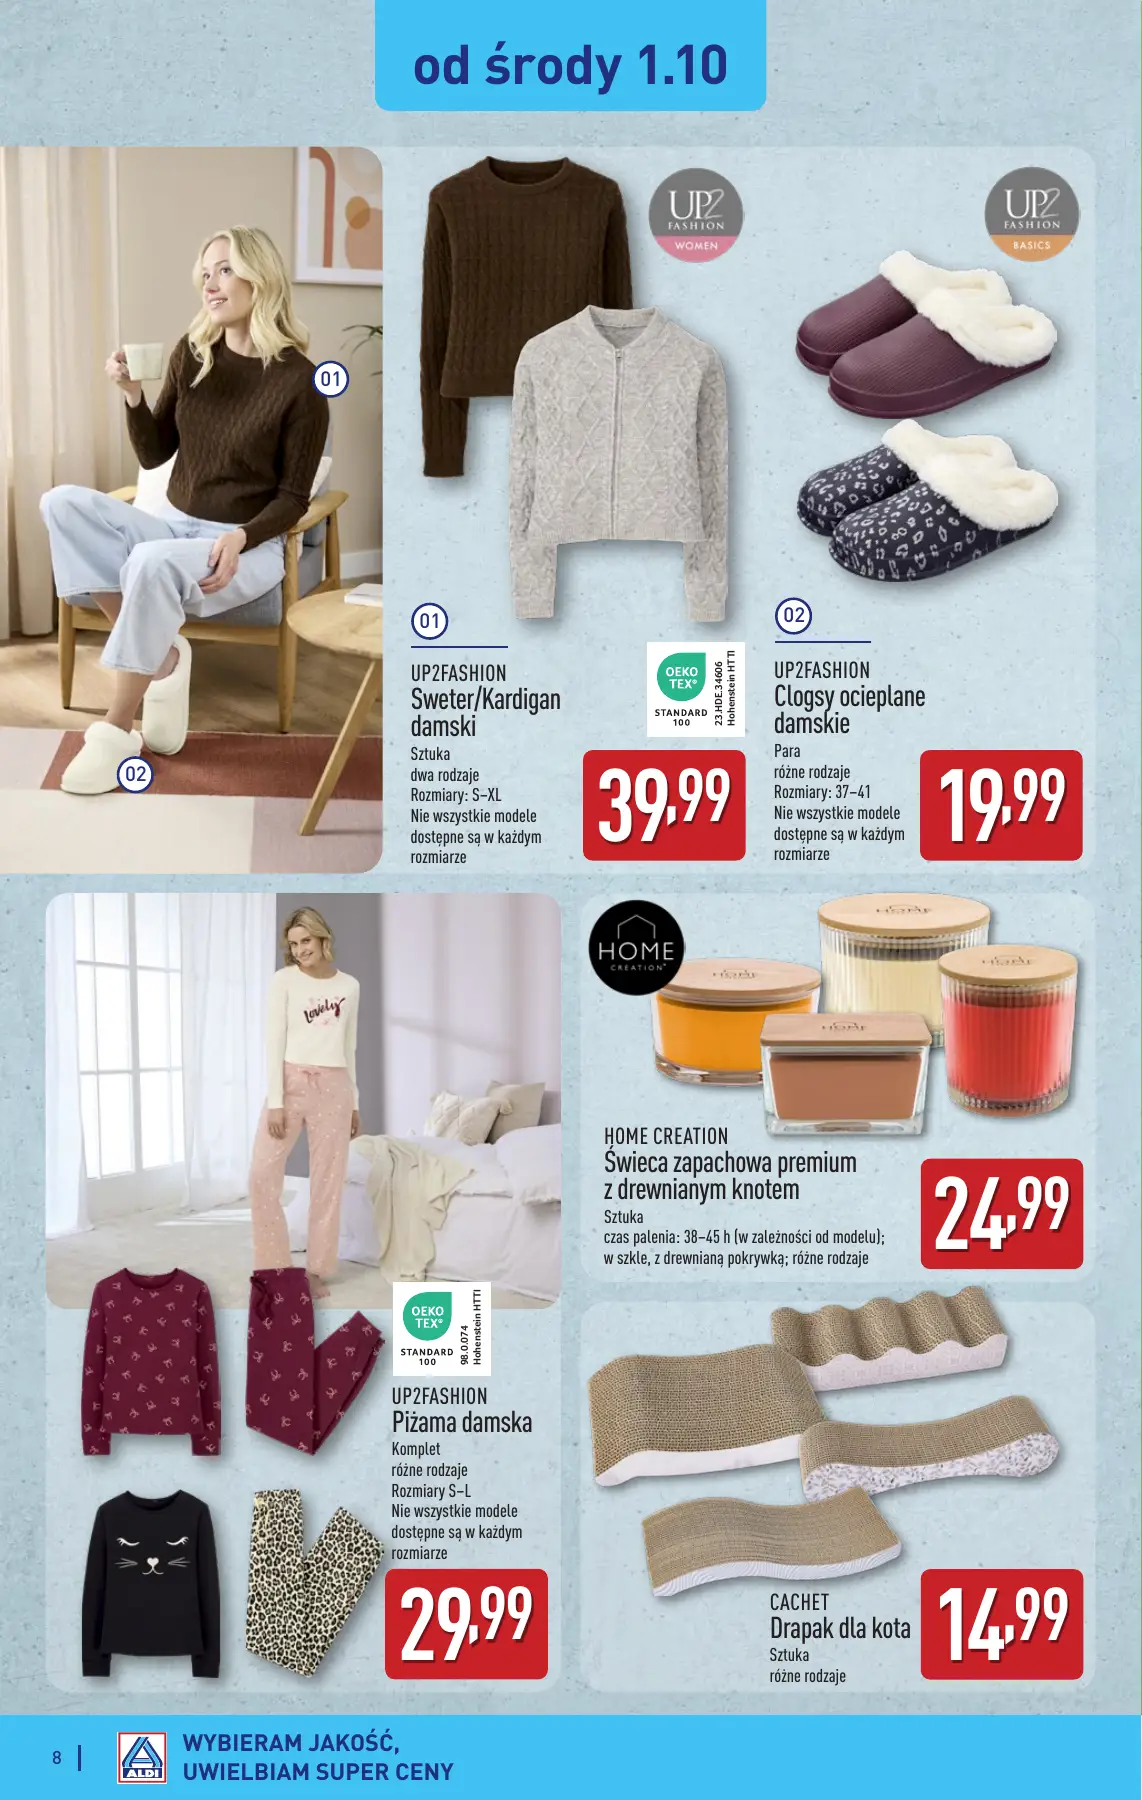 od środy 1.10
UP2
FASHION
WOMEN
UP2
FASHION
BASICS
01
02
01
UP2FASHION
Sweter/Kardigan
damski
Sztuka
dwa rodzaje
Rozmiary: S–XL
Nie wszystkie modele
dostępne są w każdym
rozmiarze
OEKO
TEX®
STANDARD
100
23.HDE.34606
Hohenstein HTTI
39,99
02
UP2FASHION
Clogsy ocieplane
damskie
Para
różne rodzaje
Rozmiary: 37–41
Nie wszystkie modele
dostępne są w każdym
rozmiarze
19,99
Lovely
OEKO
TEX®
STANDARD
100
98.0.074
Hohenstein HTTI
UP2FASHION
Piżama damska
Komplet
różne rodzaje
Rozmiary S–L
Nie wszystkie modele
dostępne są w każdym
rozmiarze
29,99
HOME
CREATION™
HOME
HOME
HOME
HOME
HOME CREATION
Świeca zapachowa premium
z drewnianym knotem
Sztuka
czas palenia: 38–45 h (w zależności od modelu);
w szkle, z drewnianą pokrywką; różne rodzaje
24,99
CACHET
Drapak dla kota
Sztuka
różne rodzaje
14,99
8
ALDI
WYBIERAM JAKOŚĆ,
UWIELBIAM SUPER CENY